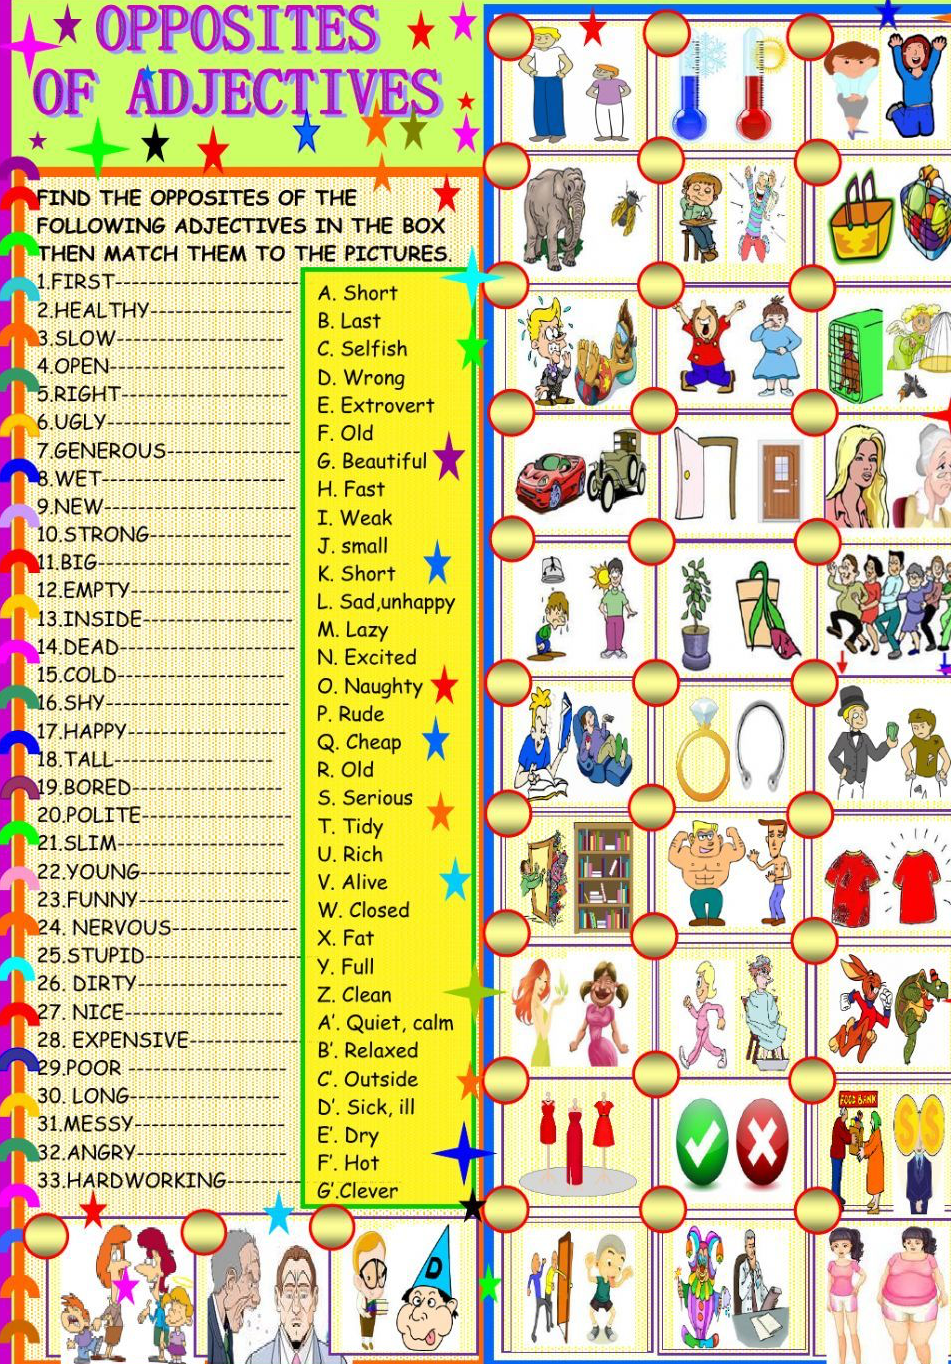 OPPOSITES
OF ADJECTIVES
FIND THE OPPOSITES OF THE
FOLLOWING ADJECTIVES IN THE BOX
THEN MATCH THEM TO THE PICTURES.
1.FIRST--------------------
2.HEALTHY---------------
3.SLOW-------------------
4.OPEN-------------------
5.RIGHT------------------
6.UGLY-------------------
7.GENEROUS--------------
8.WET--------------------
9.NEW--------------------
10.STRONG---------------
11.BIG--------------------
12.EMPTY-----------------
13.INSIDE----------------
14.DEAD------------------
15.COLD------------------
16.SHY-------------------
17.HAPPY-----------------
18.TALL------------------
19.BORED----------------
20.POLITE----------------
21.SLIM------------------
22.YOUNG---------------
23.FUNNY----------------
24. NERVOUS------------
25.STUPID----------------
26. DIRTY----------------
27. NICE-----------------
28. EXPENSIVE-------------
29.POOR -----------------
30. LONG----------------
31.MESSY----------------
32.ANGRY---------------
33.HARDWORKING------------------
A. Short
B. Last
C. Selfish
D. Wrong
E. Extrovert
F. Old
G. Beautiful
H. Fast
I. Weak
J. small
K. Short
L. Sad,unhappy
M. Lazy
N. Excited
O. Naughty
P. Rude
Q. Cheap
R. Old
S. Serious
T. Tidy
U. Rich
V. Alive
W. Closed
X. Fat
Y. Full
Z. Clean
A'. Quiet, calm
B'. Relaxed
C'. Outside
D'. Sick, ill
E'. Dry
F'. Hot
G'.Clever
FOOD BANK
$ $
D